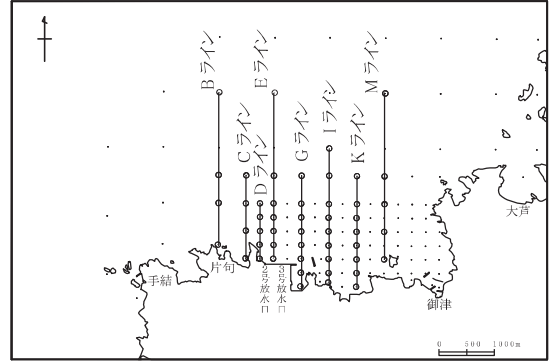 Bライン
Cライン
Dライン
Eライン
Gライン
Iライン
Kライン
Mライン
大芦
片句
手結
2号放水口
3号放水口
御津
0 500 1000m